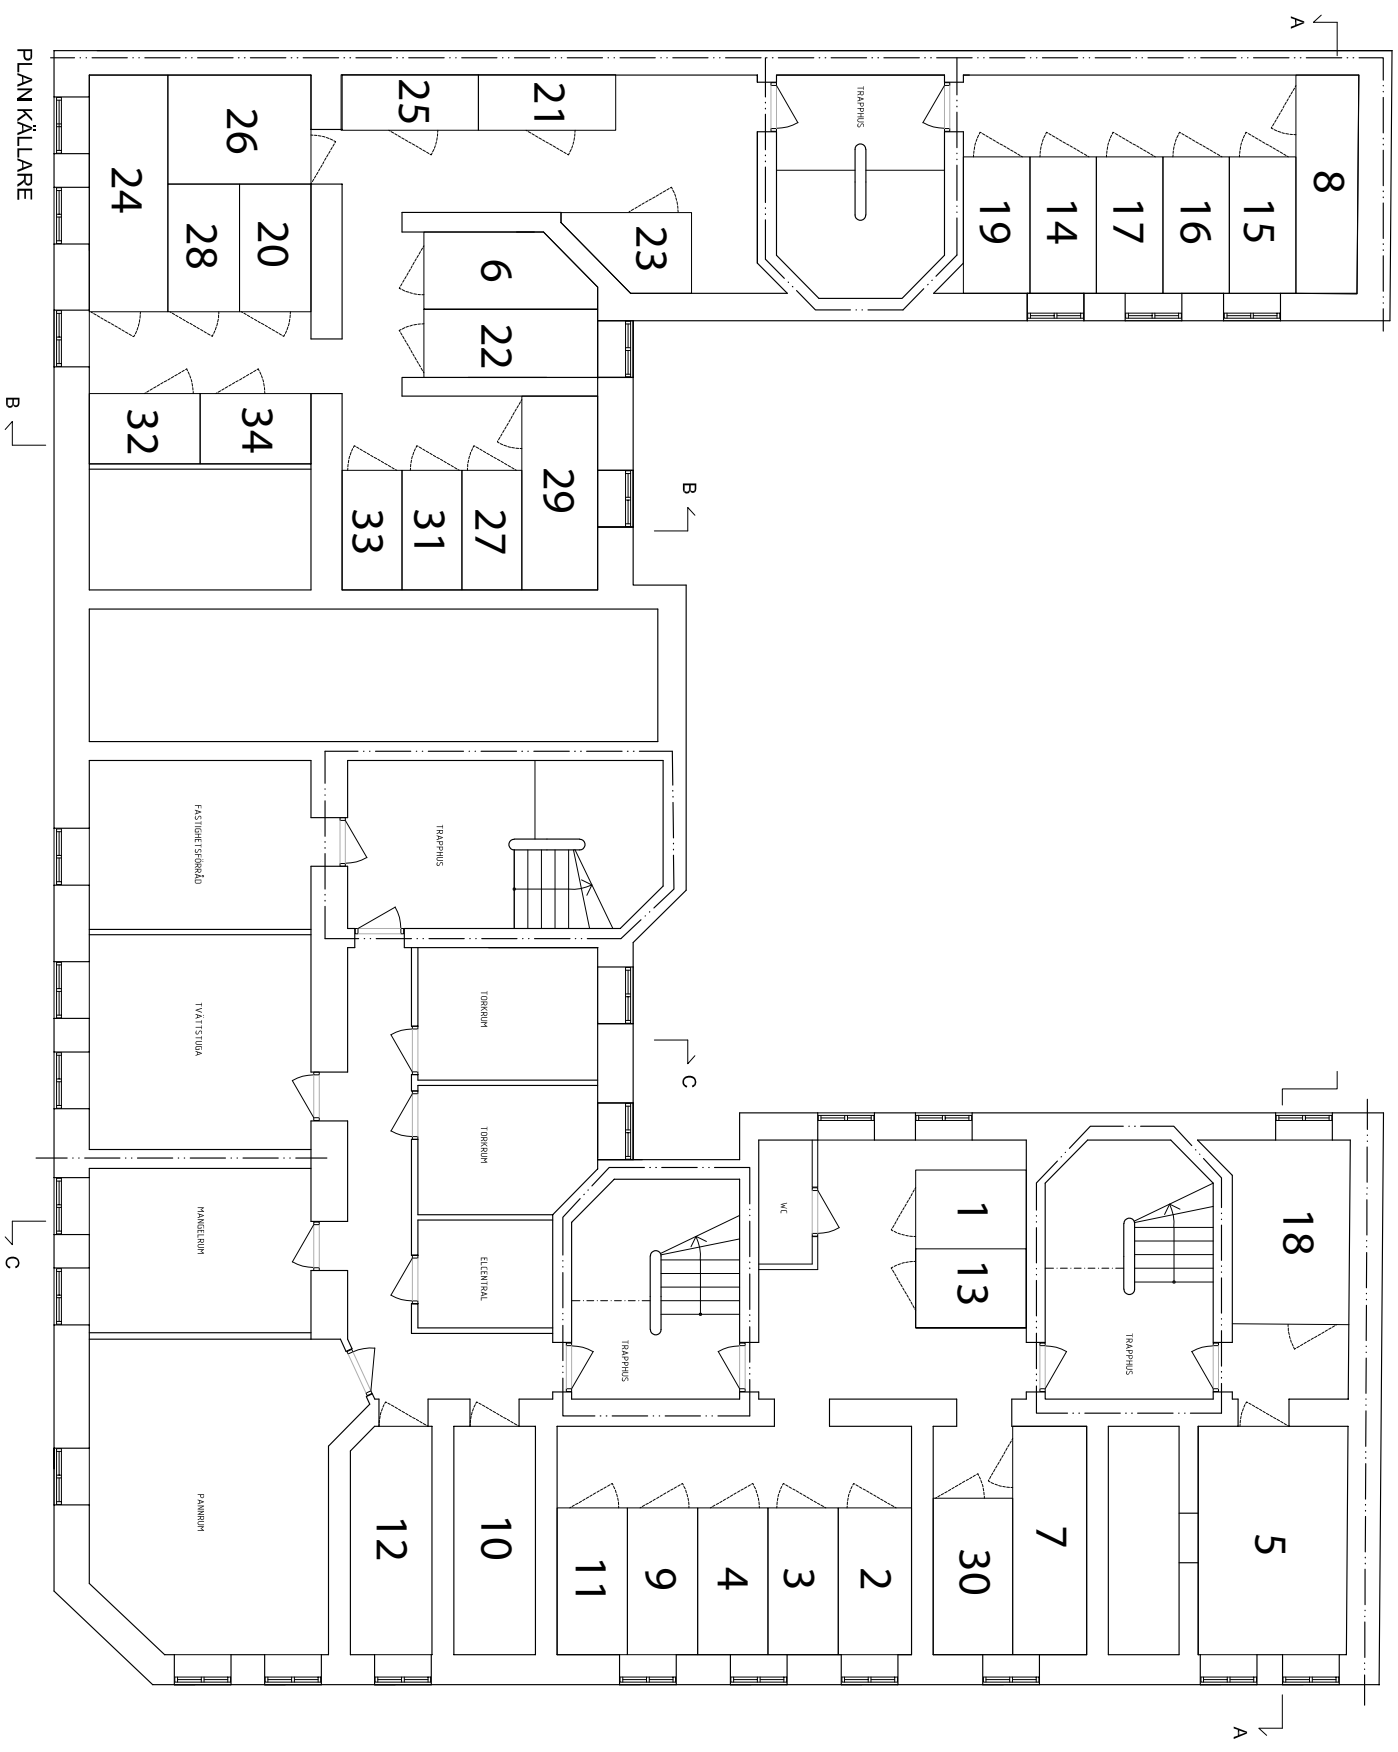 PLAN KÄLLARE
A
8
15
16
17
14
19
TRAPPHUS
21
25
26
24
28
20
23
6
22
B
32
34
29
27
31
33
B
FASTIGHETSFÖRRÅD
TRAPPHUS
TVÄTTSTUGA
TORKRUM
C
TORKRUM
MANGELRUM
ELCENTRAL
C
WC
1
13
18
TRAPPHUS
TRAPPHUS
PANNRUM
12
10
11
9
4
3
2
30
7
5
A